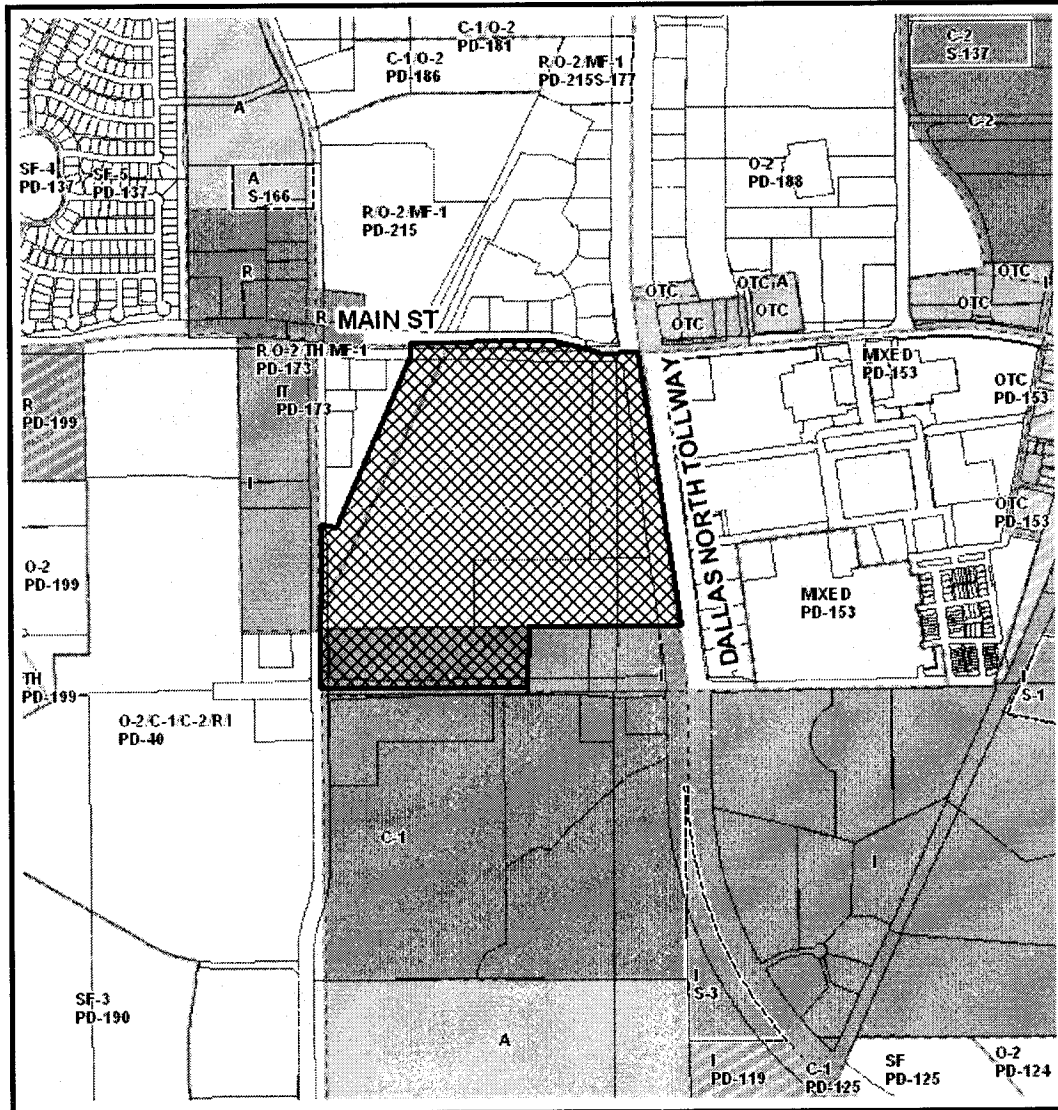 C-1/O-2
PD-181
C-1/O-2
PD-186
R/O-2/MF-1
PD-215S-177
C-2
S-137
A
C-2
SF-4
PD-137
SF-5
PD-137
A
S-166
O-2
PD-188
R/O-2/MF-1
PD-215
R
OTC
OTC
OTC
A
OTC
OTC
OTC
OTC
I
R
MAIN ST
R/O-2/TH/MF-1
PD-173
IT
PD-173
MIXED
PD-153
OTC
PD-153
R
PD-199
DALLAS NORTH TOLLWAY
I
OTC
PD-153
O-2
PD-199
MIXED
PD-153
TH
PD-199
I
I
S-1
O-2/C-1/C-2/R/I
PD-40
C-1
I
SF-3
PD-190
I
S-3
A
I
PD-119
C-1
PD-125
SF
PD-125
O-2
PD-124